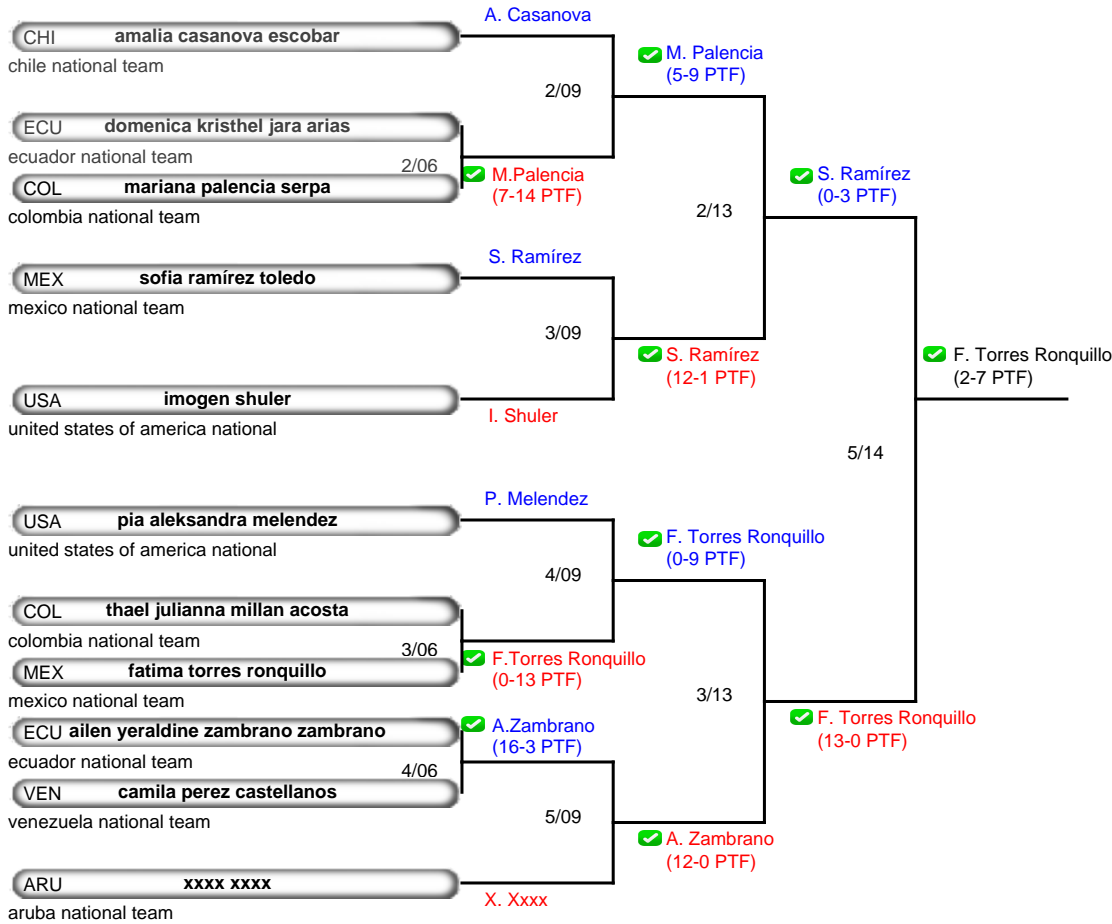 A. Casanova
CHI amalia casanova escobar
chile national team
M. Palencia
(5-9 PTF)
2/09
ECU domenica kristhel jara arias
ecuador national team
2/06
COL mariana palencia serpa
colombia national team
M.Palencia
(7-14 PTF)
S. Ramírez
(0-3 PTF)
2/13
S. Ramírez
MEX sofia ramírez toledo
mexico national team
3/09
S. Ramírez
(12-1 PTF)
F. Torres Ronquillo
(2-7 PTF)
USA imogen shuler
united states of america national
I. Shuler
5/14
P. Melendez
USA pia aleksandra melendez
united states of america national
F. Torres Ronquillo
(0-9 PTF)
4/09
COL thael julianna millan acosta
colombia national team
3/06
MEX fatima torres ronquillo
mexico national team
F.Torres Ronquillo
(0-13 PTF)
3/13
F. Torres Ronquillo
(13-0 PTF)
ECU ailen yeraldine zambrano zambrano
ecuador national team
A.Zambrano
(16-3 PTF)
4/06
VEN camila perez castellanos
venezuela national team
5/09
A. Zambrano
(12-0 PTF)
ARU xxxx xxxx
aruba national team
X. Xxxx